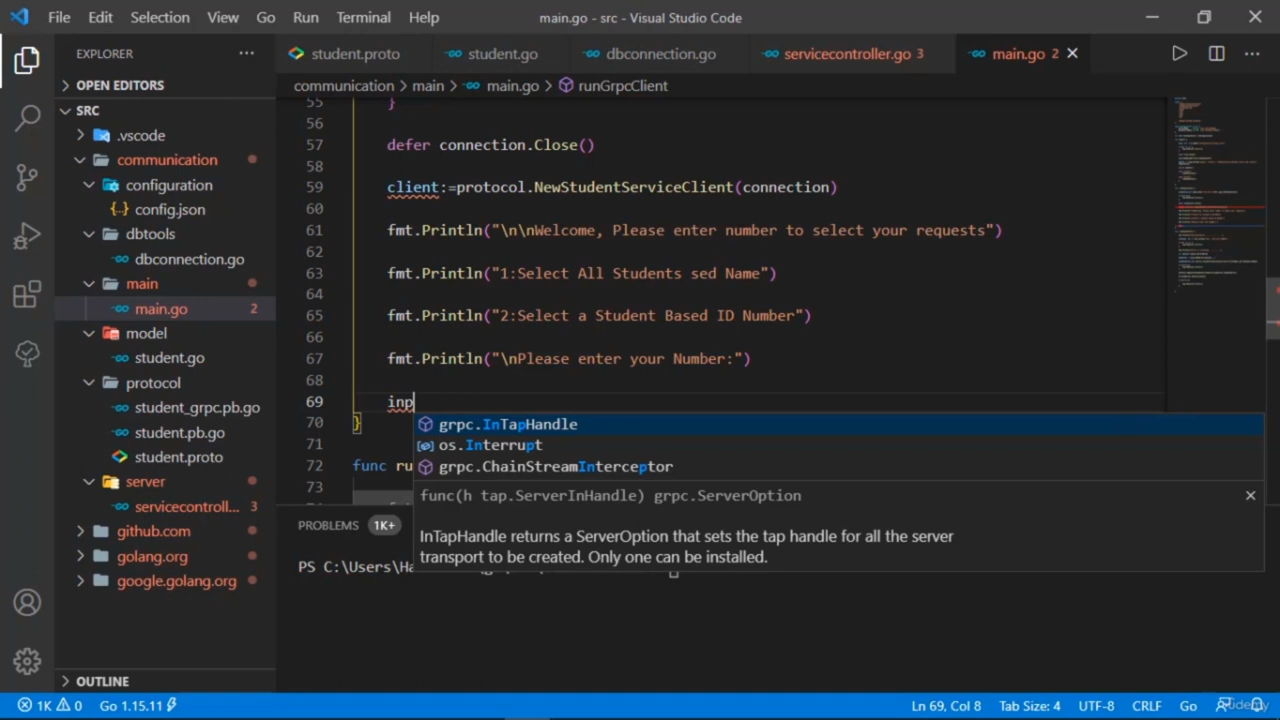 File Edit Selection View Go Run Terminal Help main.go - src - Visual Studio Code
EXPLORER
student.proto student.go dbconnection.go servicecontroller.go 3 main.go 2
communication > main > main.go > runGrpcClient
OPEN EDITORS
SRC
.vscode
communication
configuration
config.json
dbtools
dbconnection.go
main
main.go 2
model
student.go
protocol
student_grpc.pb.go
student.pb.go
student.proto
server
servicecontroll... 3
github.com
golang.org
google.golang.org
OUTLINE
55 }
56
57 defer connection.Close()
58
59 client:=protocol.NewStudentServiceClient(connection)
60
61 fmt.Println("\n\nWelcome, Please enter number to select your requests")
62
63 fmt.Println("1:Select All Students sed Name")
64
65 fmt.Println("2:Select a Student Based ID Number")
66
67 fmt.Println("\nPlease enter your Number:")
68
69 inp
70 }
71
72 func ru
73
grpc.InTapHandle
os.Interrupt
grpc.ChainStreamInterceptor
func(h tap.ServerInHandle) grpc.ServerOption
InTapHandle returns a ServerOption that sets the tap handle for all the server
transport to be created. Only one can be installed.
PROBLEMS 1K+
PS C:\Users\Ha
1K 0 Go 1.15.11 Ln 69, Col 8 Tab Size: 4 UTF-8 CRLF Go